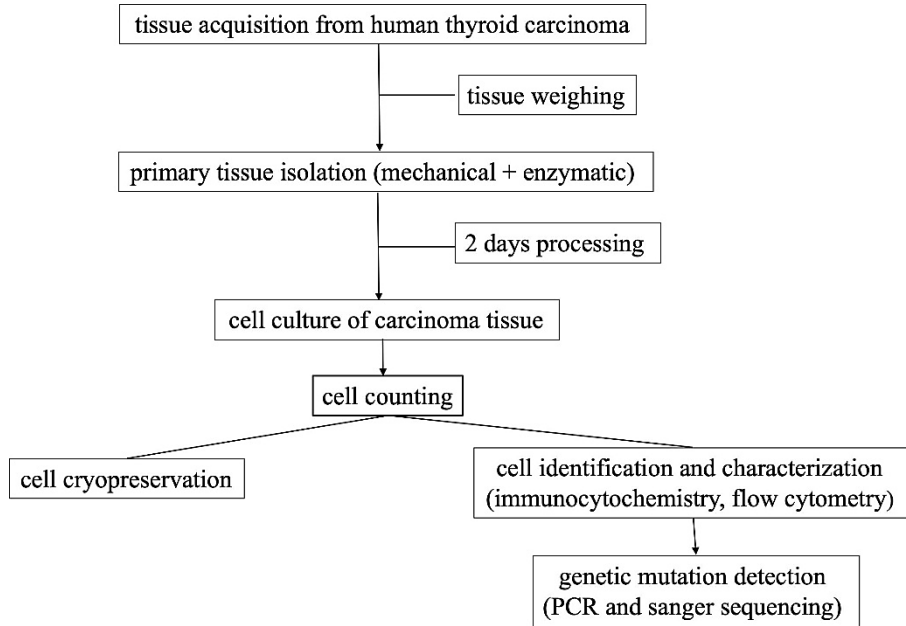 tissue acquisition from human thyroid carcinoma
tissue weighing
primary tissue isolation (mechanical + enzymatic)
2 days processing
cell culture of carcinoma tissue
cell counting
cell cryopreservation
cell identification and characterization
(immunocytochemistry, flow cytometry)
genetic mutation detection
(PCR and sanger sequencing)